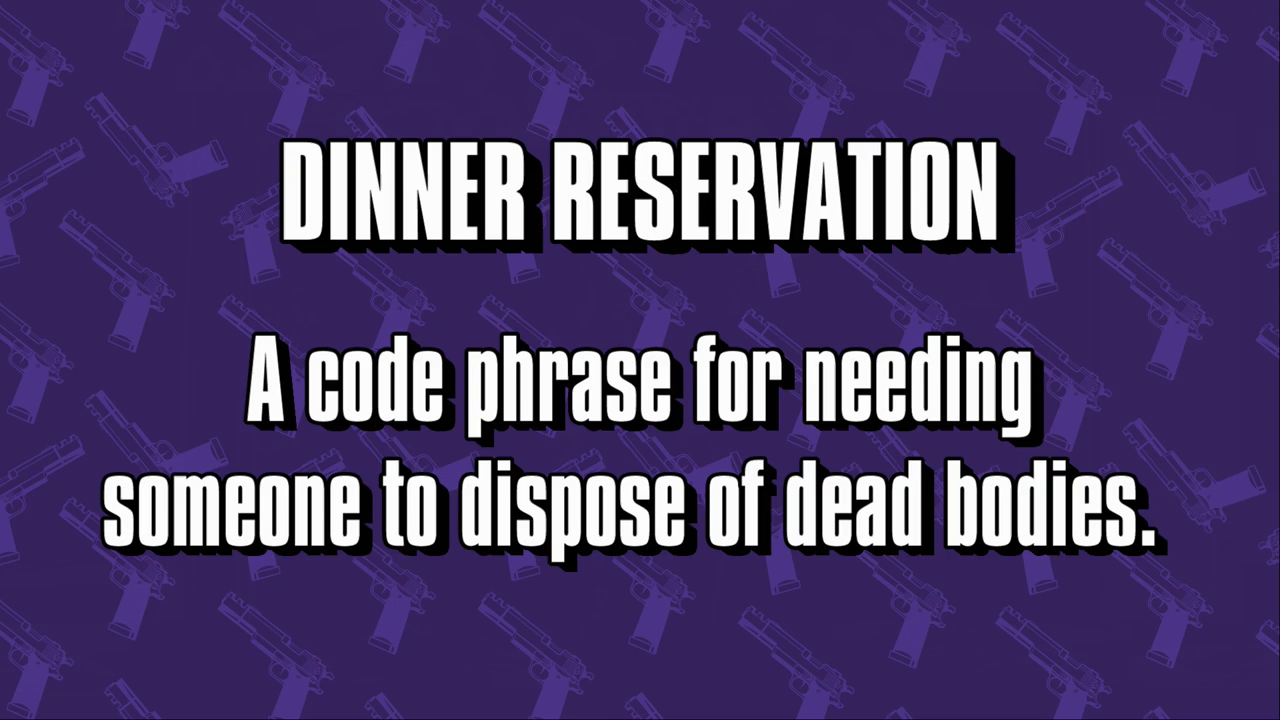 DINNER RESERVATION
A code phrase for needing
someone to dispose of dead bodies.